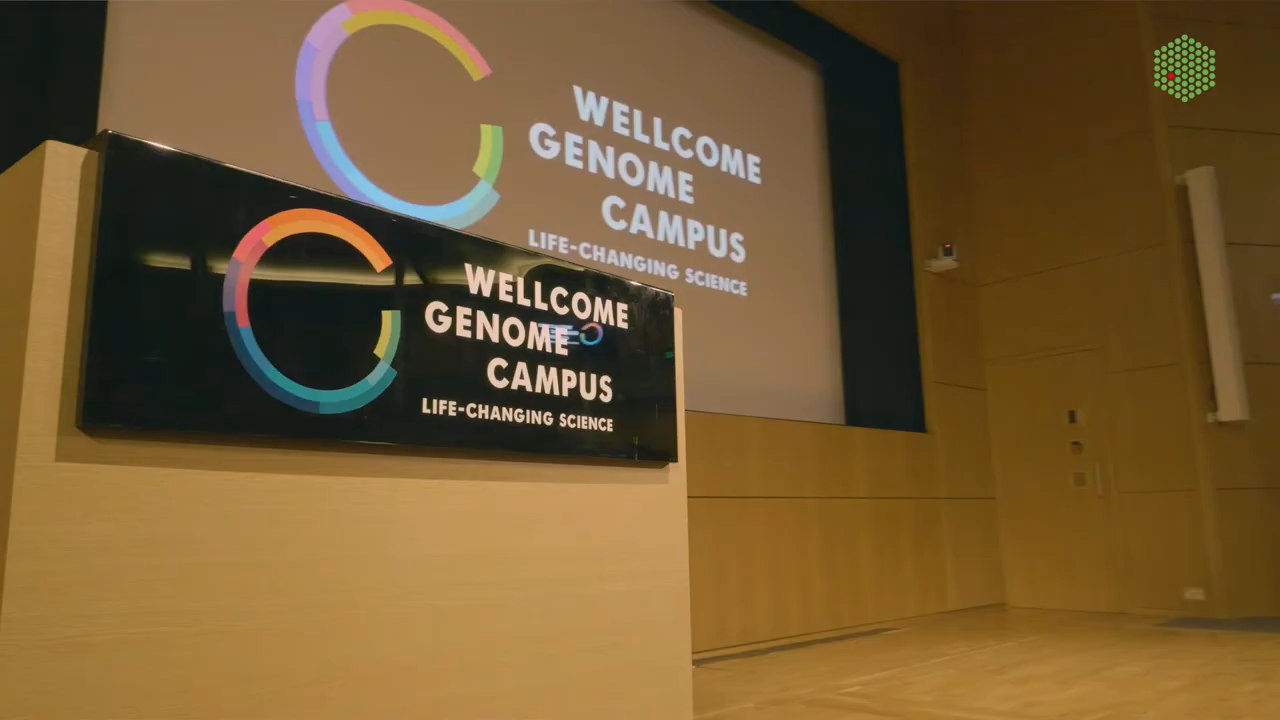 WELLCOME
GENOME
CAMPUS
LIFE-CHANGING SCIENCE
WELLCOME
GENOME
CAMPUS
LIFE-CHANGING SCIENCE